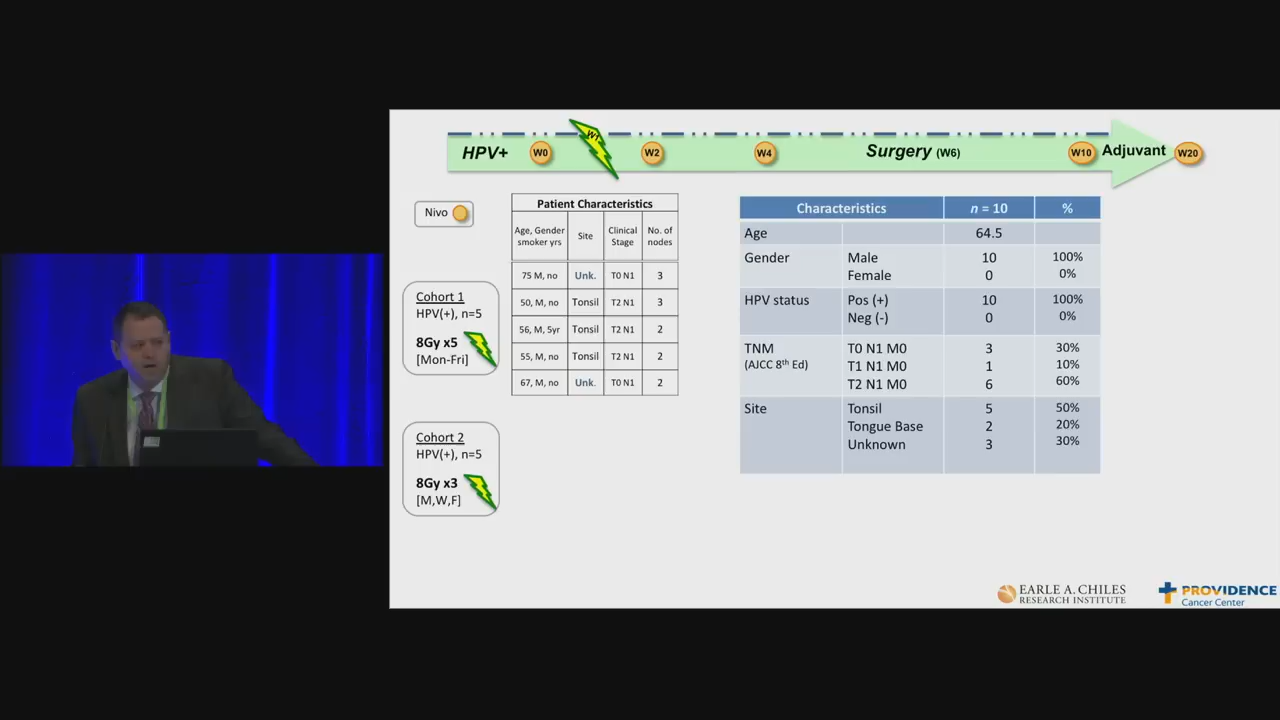 HPV+ W0 W1 W2 W4 Surgery (W6) W10 Adjuvant W20
Nivo
Cohort 1
HPV(+), n=5
8Gy x5
[Mon-Fri]
Cohort 2
HPV(+), n=5
8Gy x3
[M,W,F]
Patient Characteristics
Age, Gender smoker yrs Site Clinical Stage No. of nodes
75 M, no Unk. T0 N1 3
50 M, no Tonsil T2 N1 3
56 M, 5yr Tonsil T2 N1 2
55 M, no Tonsil T2 N1 2
67 M, no Unk. T0 N1 2
Characteristics n = 10 %
Age 64.5
Gender Male 10 100%
Female 0 0%
HPV status Pos (+) 10 100%
Neg (-) 0 0%
TNM T0 N1 M0 3 30%
(AJCC 8th Ed) T1 N1 M0 1 10%
T2 N1 M0 6 60%
Site Tonsil 5 50%
Tongue Base 2 20%
Unknown 3 30%
EARLE A. CHILES
RESEARCH INSTITUTE
PROVIDENCE
Cancer Center